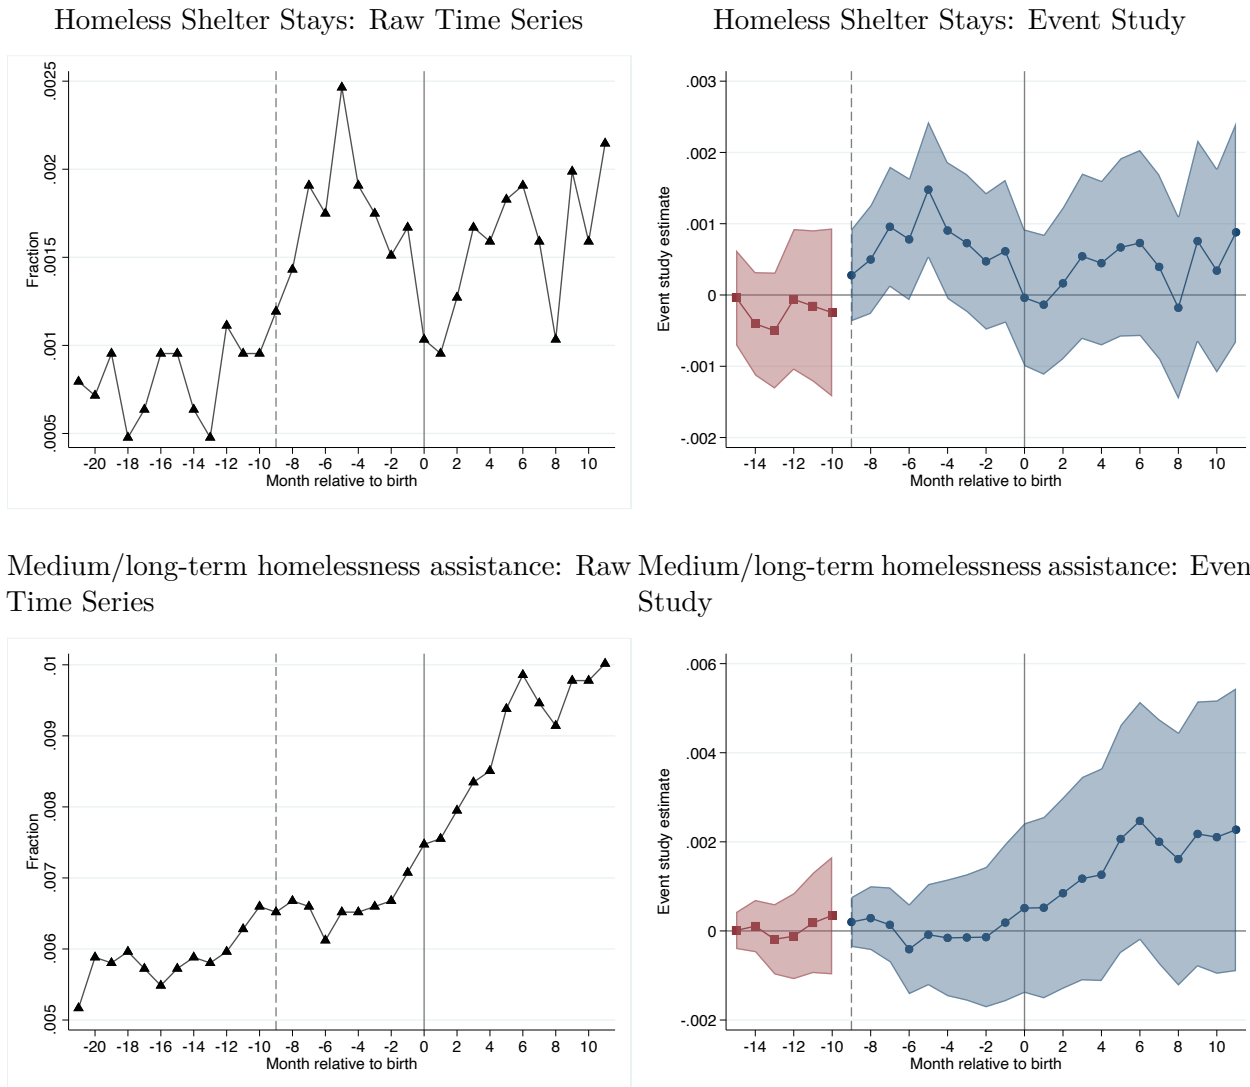 Homeless Shelter Stays: Raw Time Series
Fraction
.0025
.002
.0015
.001
.0005
-20 -18 -16 -14 -12 -10 -8 -6 -4 -2 0 2 4 6 8 10
Month relative to birth
Homeless Shelter Stays: Event Study
Event study estimate
.003
.002
.001
0
-.001
-.002
-14 -12 -10 -8 -6 -4 -2 0 2 4 6 8 10
Month relative to birth
Medium/long-term homelessness assistance: Raw
Time Series
Fraction
.01
.009
.008
.007
.006
.005
-20 -18 -16 -14 -12 -10 -8 -6 -4 -2 0 2 4 6 8 10
Month relative to birth
Medium/long-term homelessness assistance: Even
Study
Event study estimate
.006
.004
.002
0
-.002
-14 -12 -10 -8 -6 -4 -2 0 2 4 6 8 10
Month relative to birth